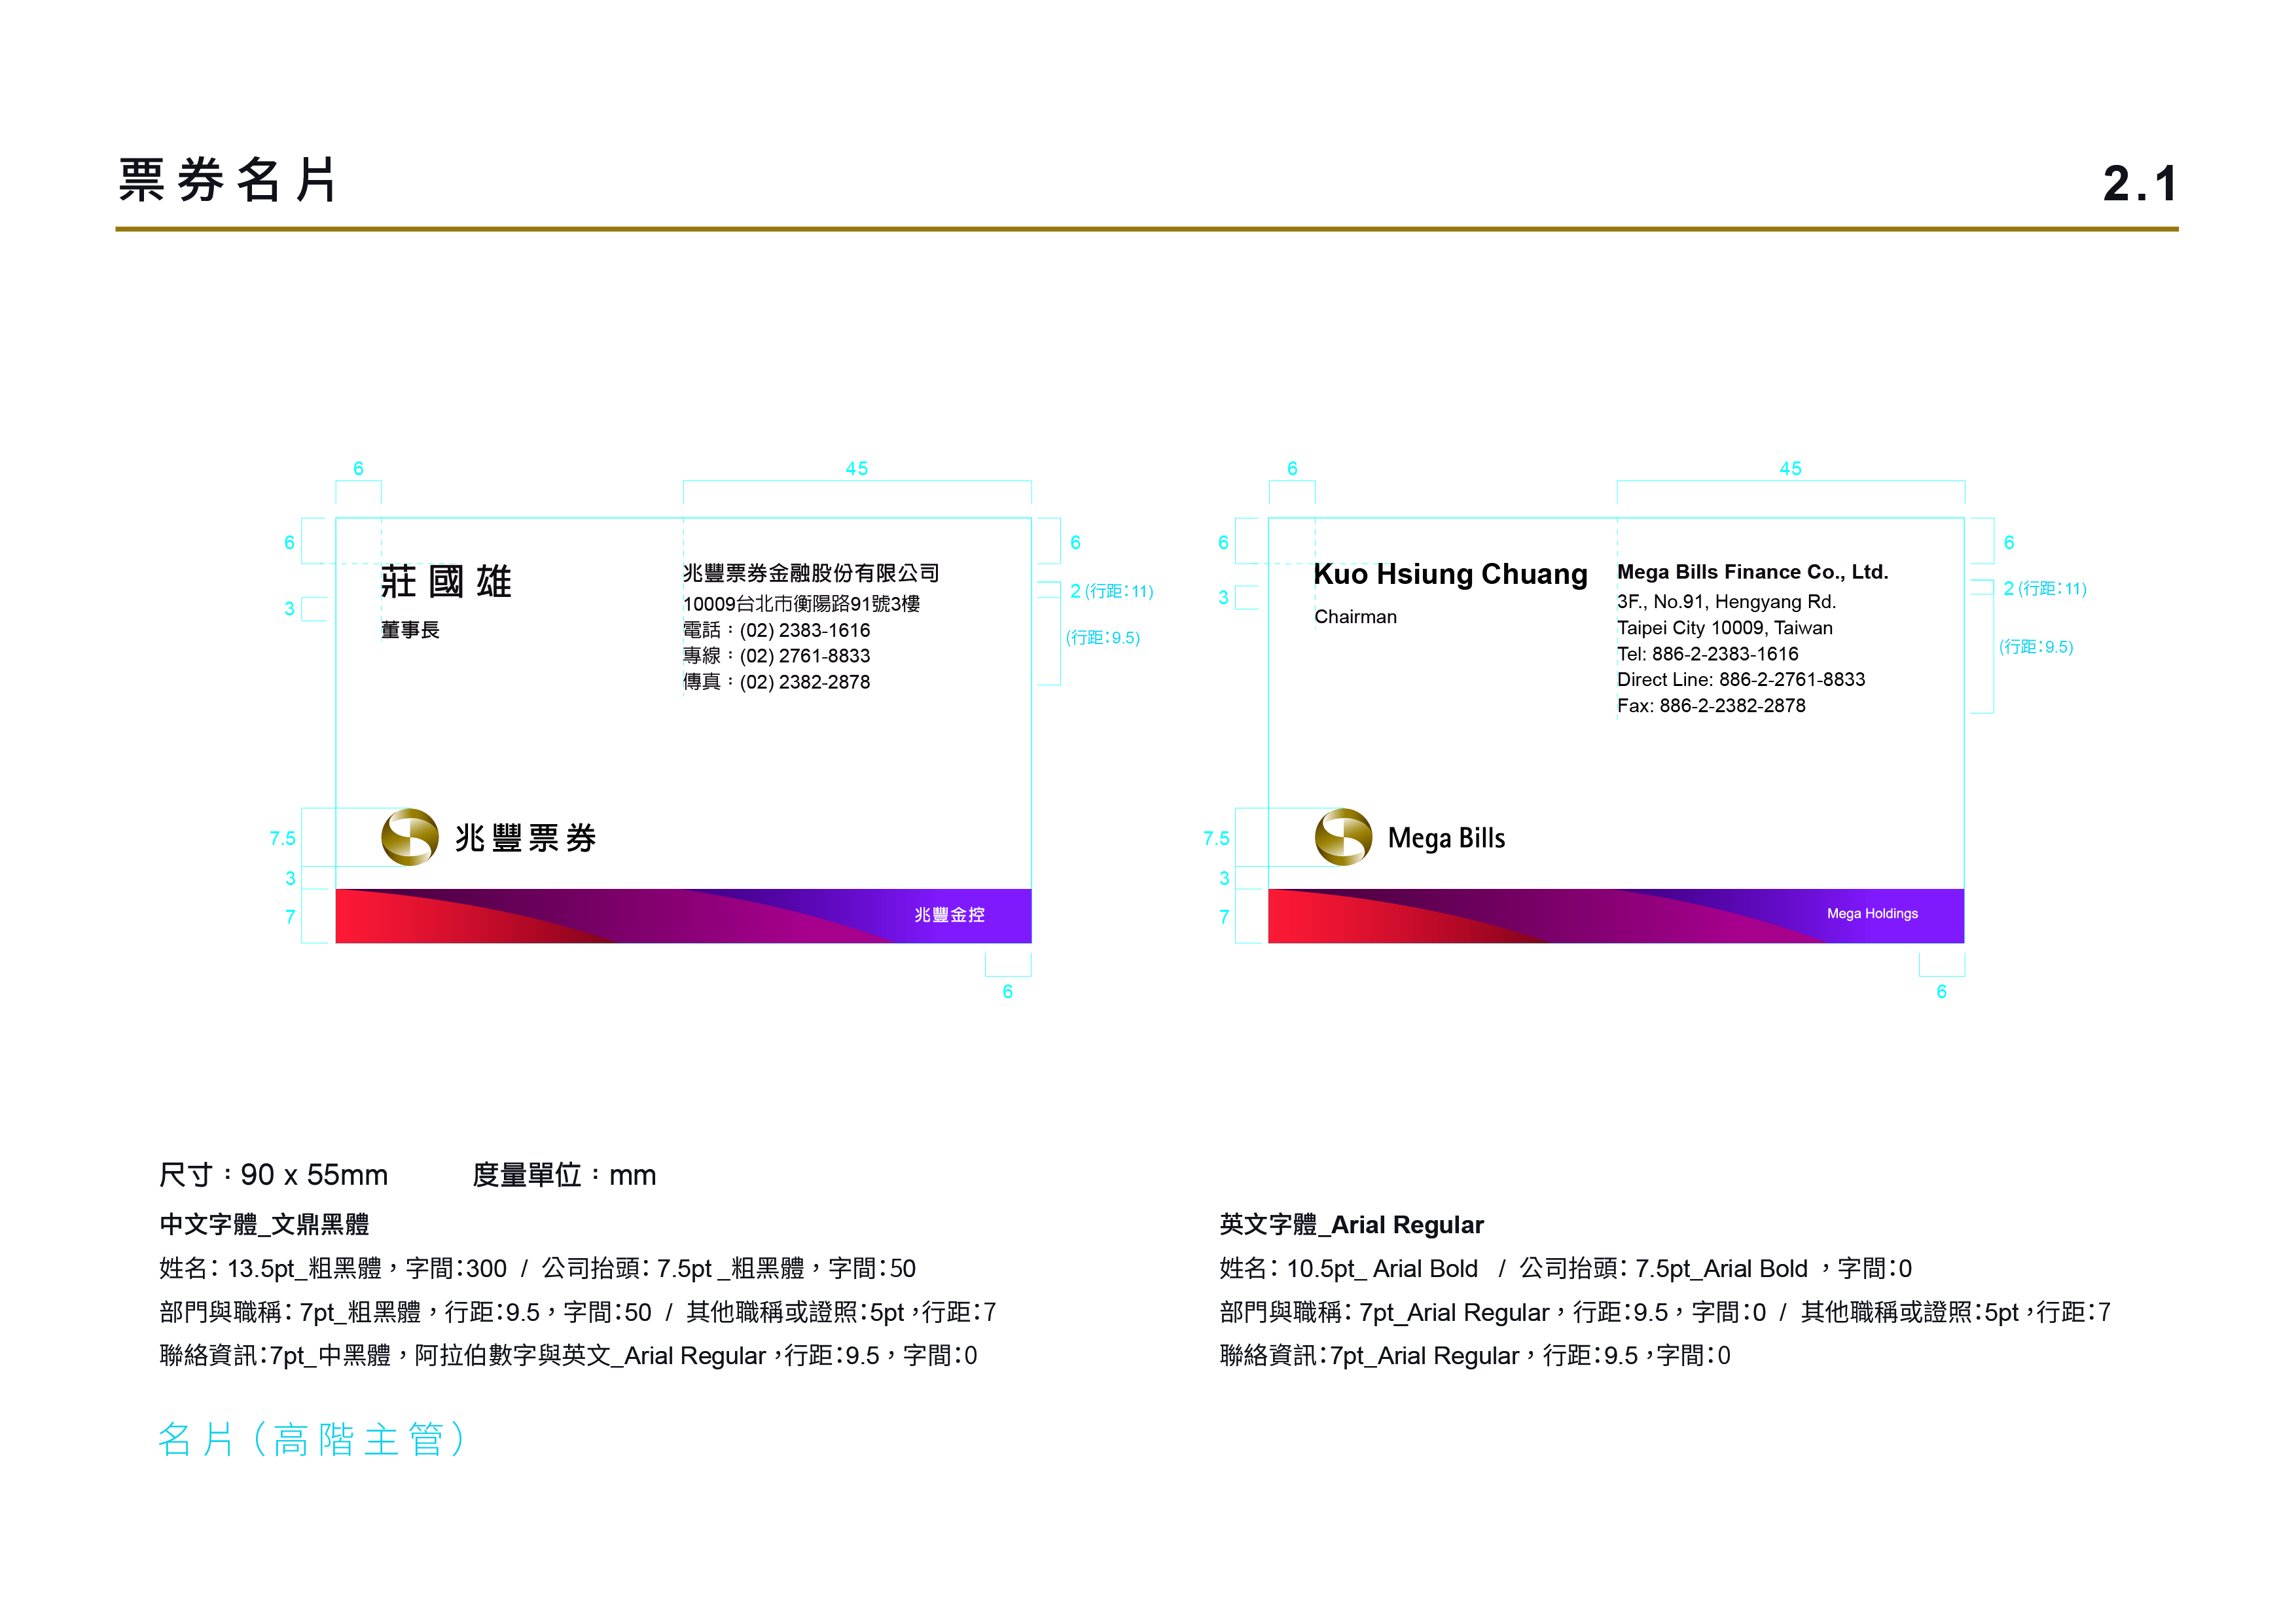 票券名片
2.1
6
45
6
3
6
2 (行距:11)
(行距:9.5)
莊國雄
董事長
兆豐票券金融股份有限公司
10009台北市衡陽路91號3樓
電話：(02) 2383-1616
專線：(02) 2761-8833
傳真：(02) 2382-2878
7.5
3
7
兆豐票券
兆豐金控
6
6
45
6
3
6
2 (行距:11)
(行距:9.5)
Kuo Hsiung Chuang
Chairman
Mega Bills Finance Co., Ltd.
3F., No.91, Hengyang Rd.
Taipei City 10009, Taiwan
Tel: 886-2-2383-1616
Direct Line: 886-2-2761-8833
Fax: 886-2-2382-2878
7.5
3
7
Mega Bills
Mega Holdings
6
尺寸：90 x 55mm 度量單位：mm
中文字體_文鼎黑體
姓名: 13.5pt_粗黑體，字間:300 / 公司抬頭: 7.5pt _粗黑體，字間:50
部門與職稱: 7pt_粗黑體，行距:9.5，字間:50 / 其他職稱或證照:5pt，行距:7
聯絡資訊:7pt_中黑體，阿拉伯數字與英文_Arial Regular，行距:9.5，字間:0
英文字體_Arial Regular
姓名: 10.5pt_ Arial Bold / 公司抬頭: 7.5pt_Arial Bold ，字間:0
部門與職稱: 7pt_Arial Regular，行距:9.5，字間:0 / 其他職稱或證照:5pt，行距:7
聯絡資訊:7pt_Arial Regular，行距:9.5，字間:0
名片(高階主管)